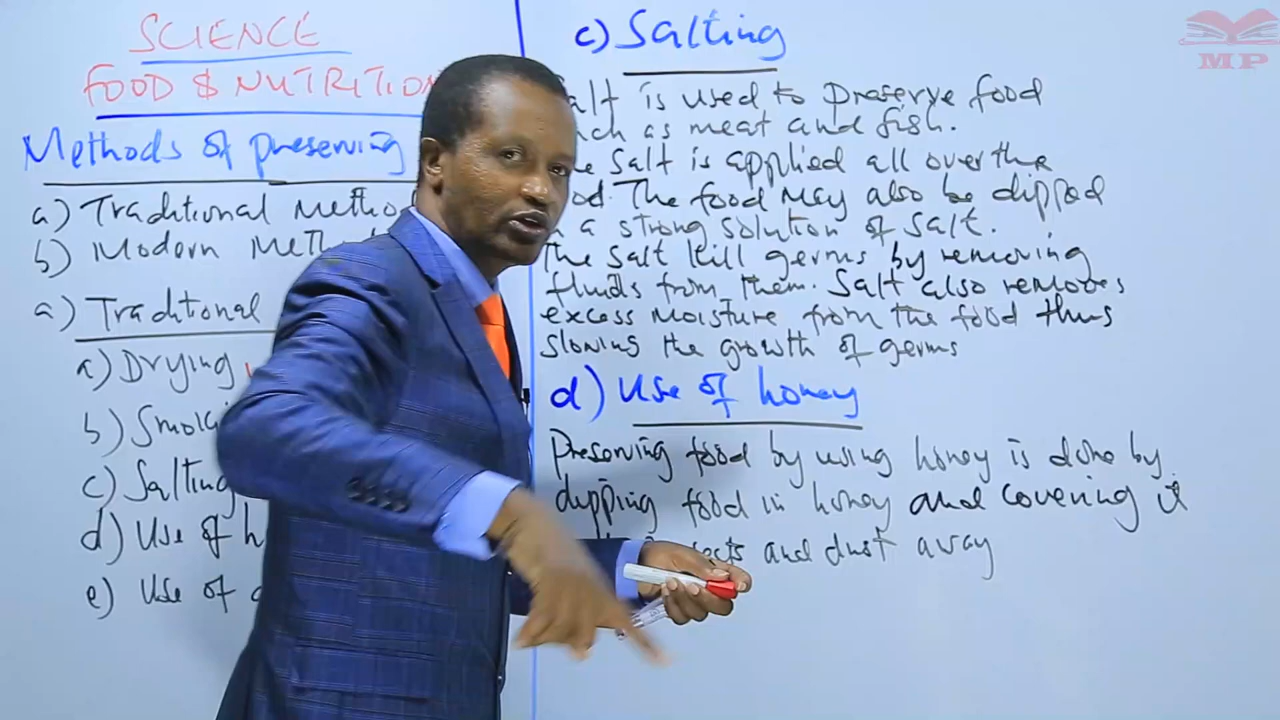 SCIENCE
FOOD & NUTRITION
Methods of preserving
a) Traditional Metho
b) Modern Meth
a) Traditional
a) Drying
b) Smoki
c) Salting
d) Use of h
e) Use of
c) Salting
alt is used to preserve food
uch as meat and fish.
he Salt is applied all over the
ood. The food may also be dipped
n a strong solution of salt.
The Salt kill germs by removing
fluids from them. Salt also removes
excess moisture from the food thus
slowing the growth of germs
d) Use of honey
Preserving food by using honey is done by
dipping food in honey and covering it
and dust away
MP